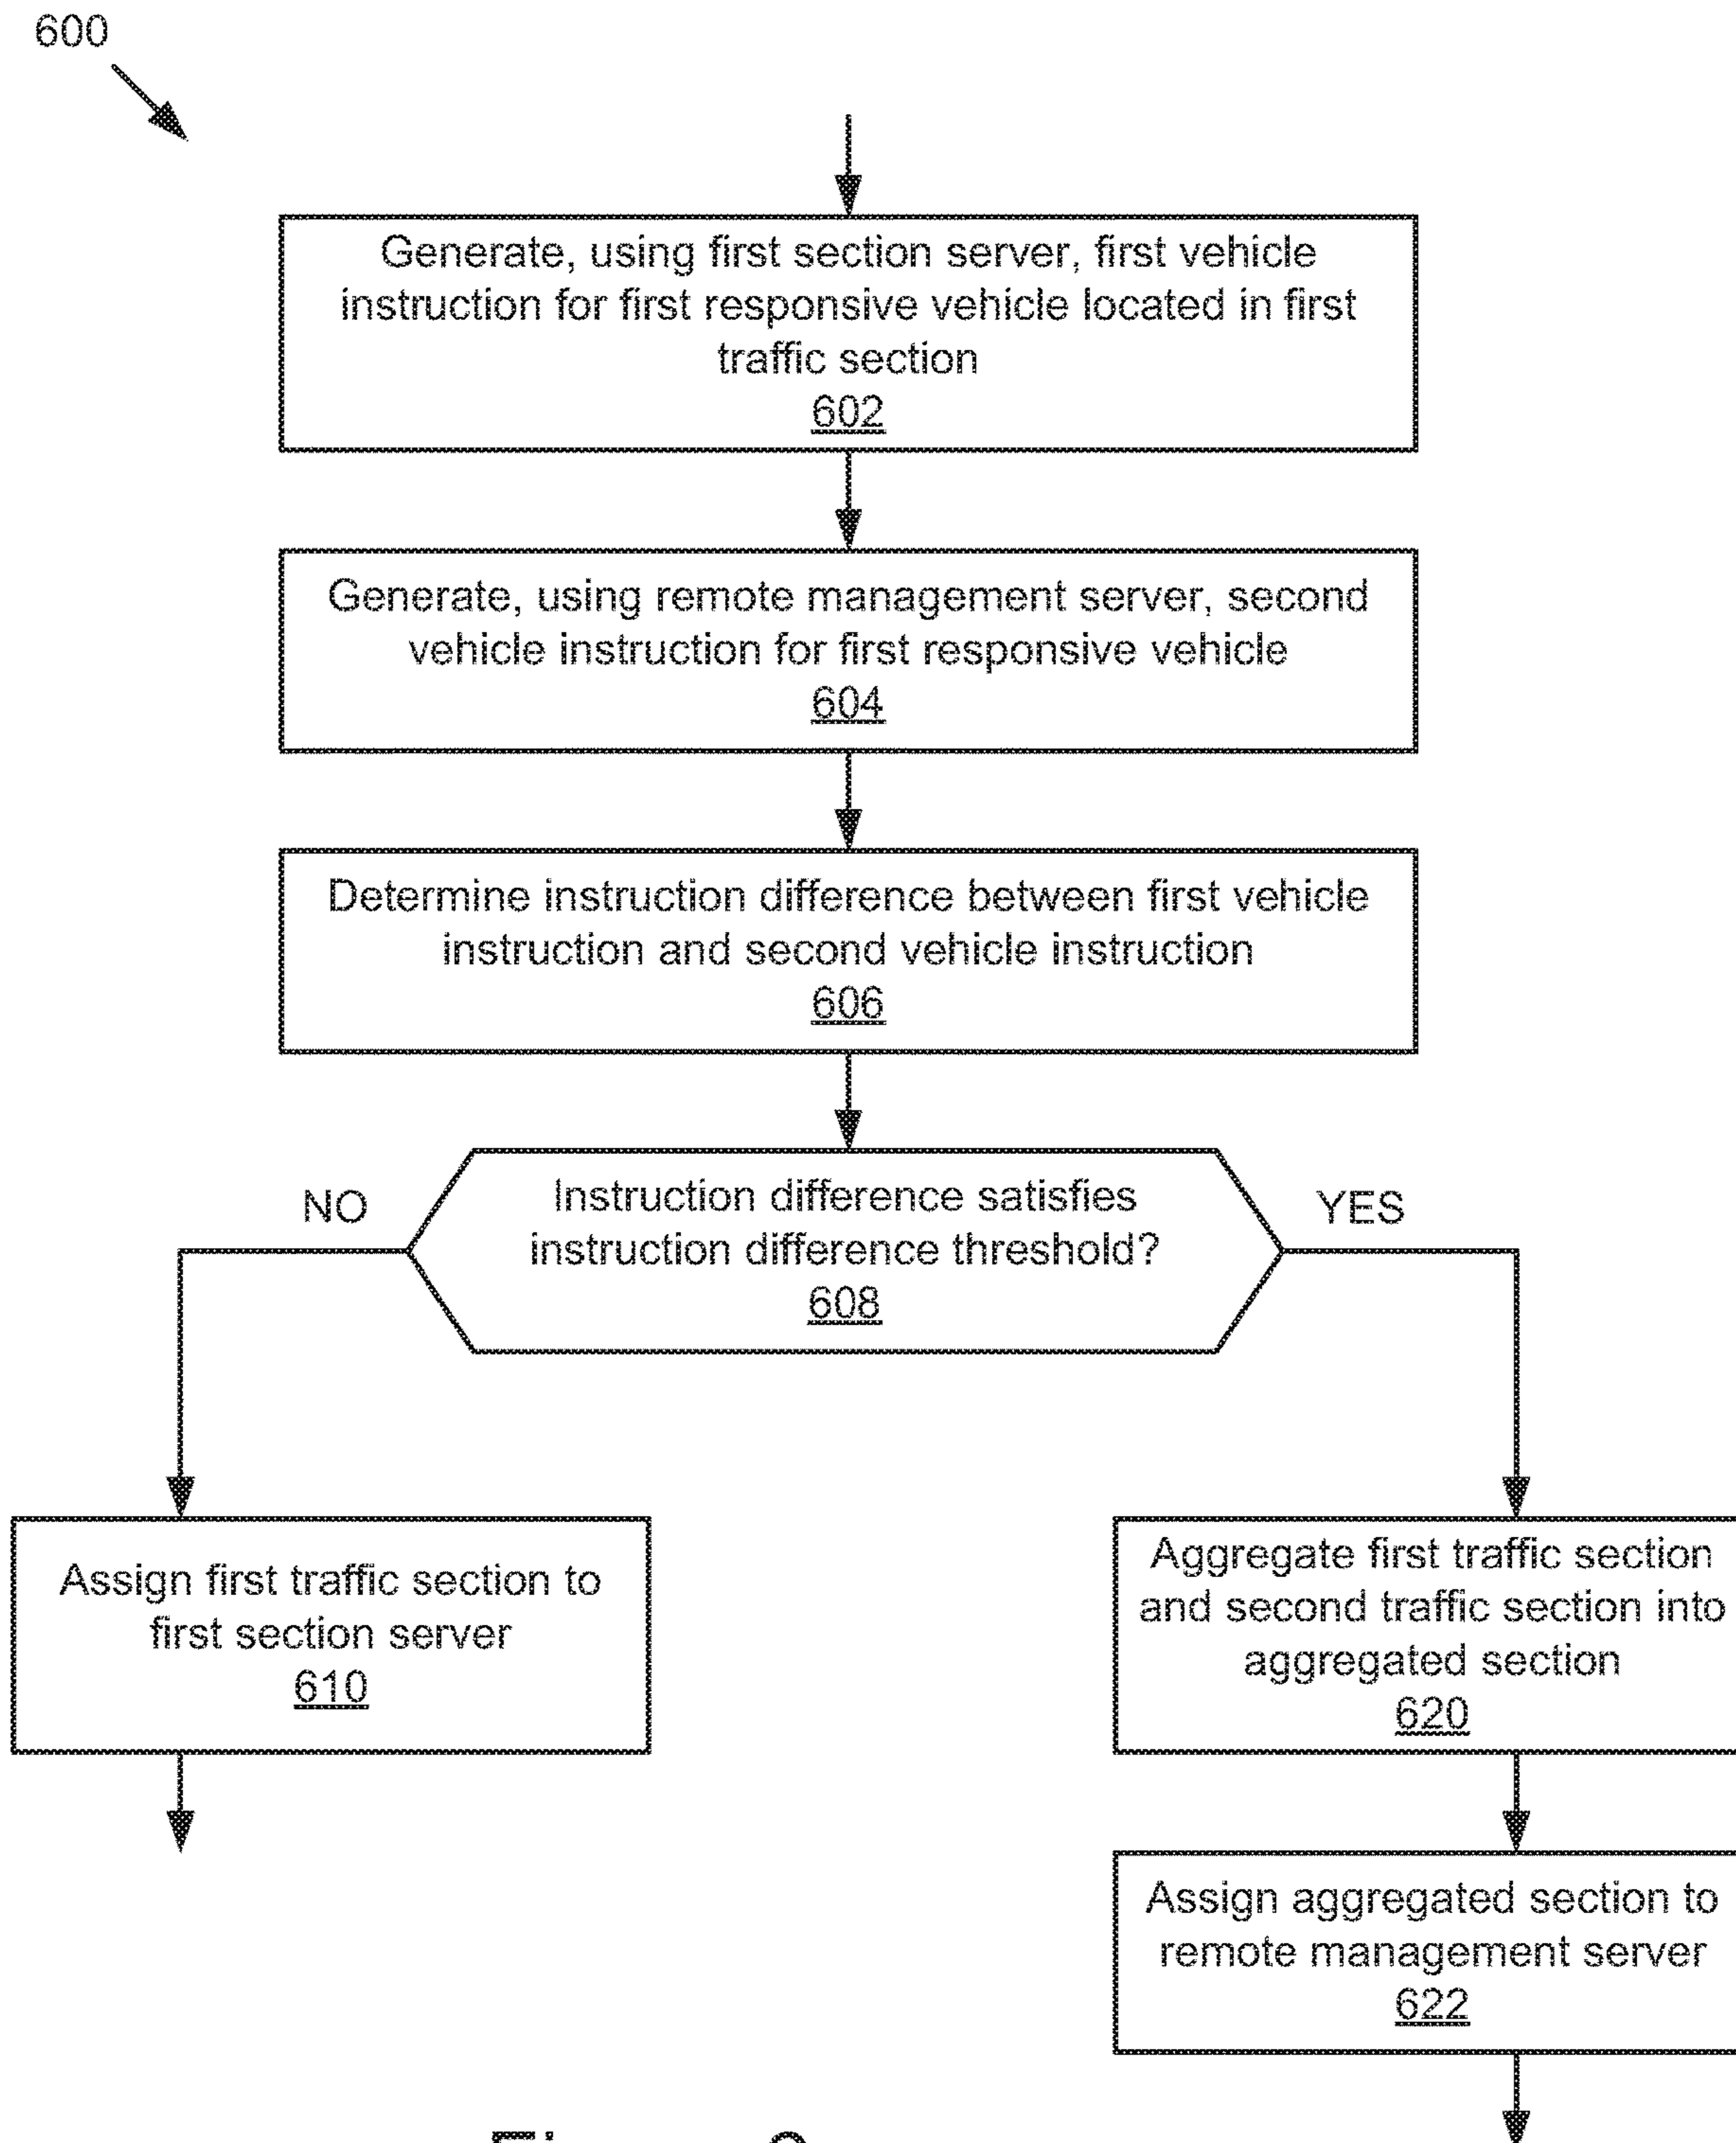 600
Generate, using first section server, first vehicle
instruction for first responsive vehicle located in first
traffic section
602
Generate, using remote management server, second
vehicle instruction for first responsive vehicle
604
Determine instruction difference between first vehicle
instruction and second vehicle instruction
606
NO
Instruction difference satisfies
instruction difference threshold?
608
YES
Assign first traffic section to
first section server
610
Aggregate first traffic section
and second traffic section into
aggregated section
620
Assign aggregated section to
remote management server
622